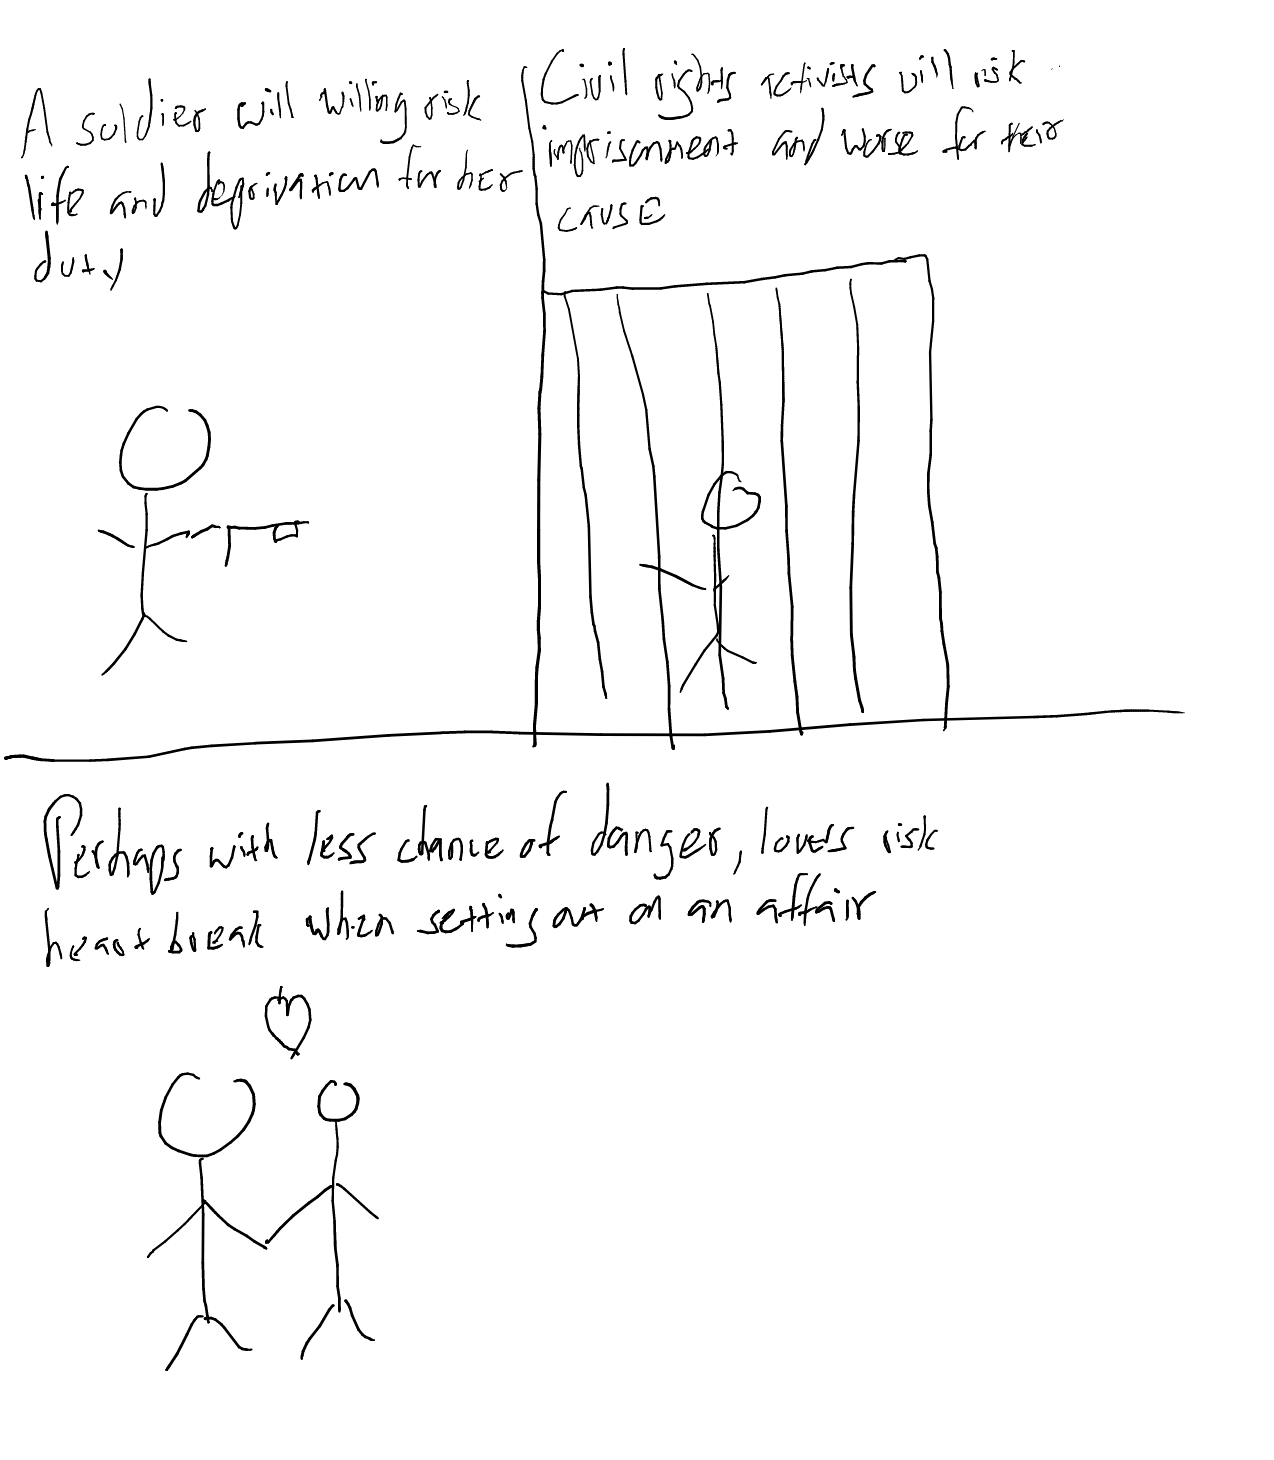 A soldier will willing risk
life and deprivation for her
duty
Civil rights activists will risk
imprisonment and worse for their
cause
Perhaps with less chance of danger, lovers risk
heart break when setting out on an affair